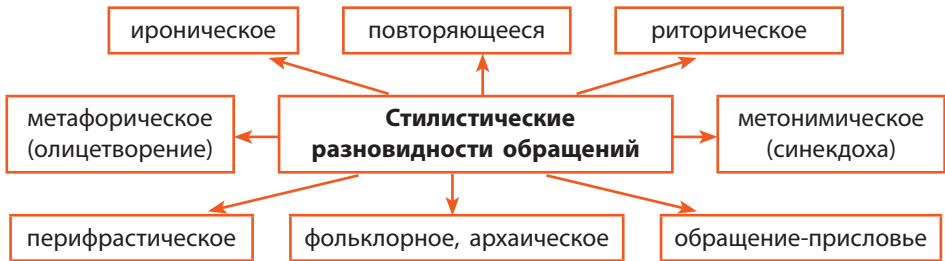 ироническое
повторяющееся
риторическое
метафорическое
(олицетворение)
Стилистические
разновидности обращений
метонимическое
(синекдоха)
перифрастическое
фольклорное, архаическое
обращение-присловье